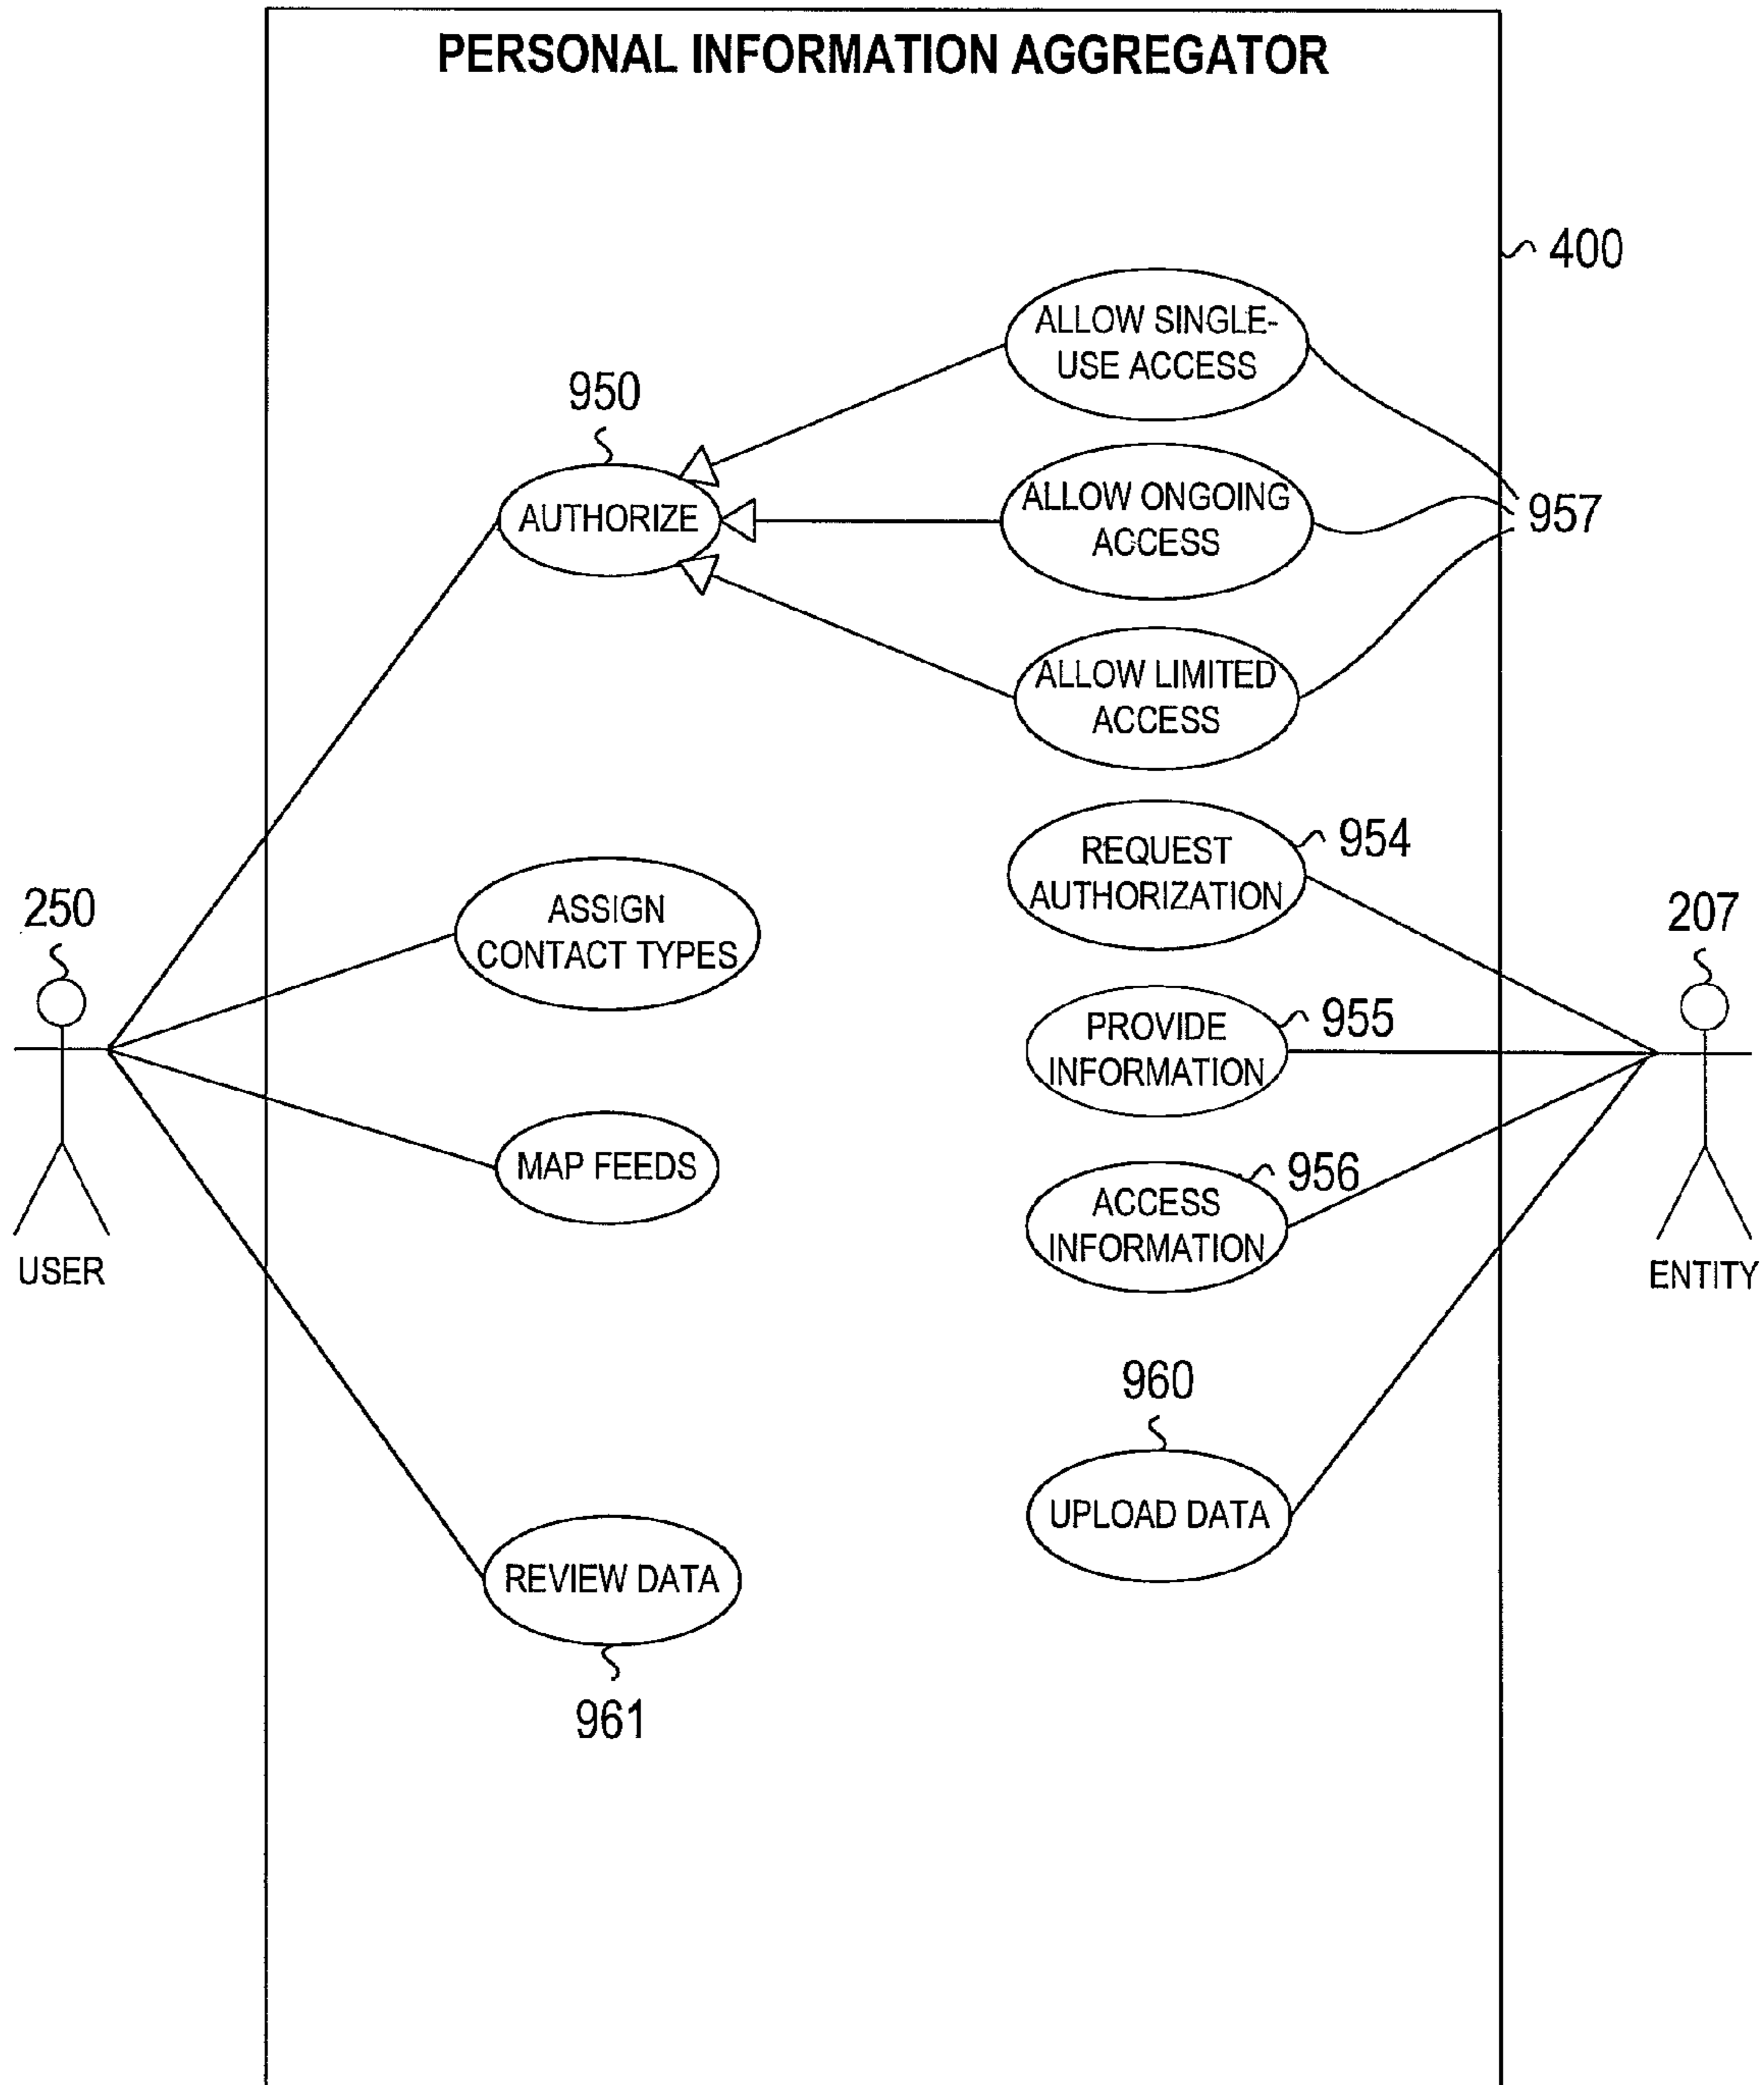 PERSONAL INFORMATION AGGREGATOR
400
ALLOW SINGLE-
USE ACCESS
950
AUTHORIZE
ALLOW ONGOING
ACCESS
957
ALLOW LIMITED
ACCESS
REQUEST
AUTHORIZATION
954
250
ASSIGN
CONTACT TYPES
207
PROVIDE
INFORMATION
955
MAP FEEDS
ACCESS
INFORMATION
956
USER
ENTITY
960
UPLOAD DATA
REVIEW DATA
961